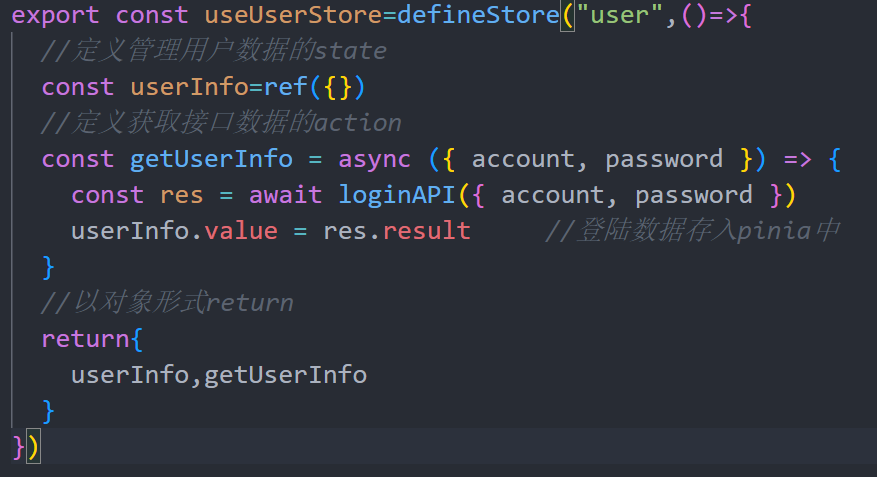 export const useUserStore=defineStore("user",()=>{
//定义管理用户数据的state
const userInfo=ref({})
//定义获取接口数据的action
const getUserInfo = async ({ account, password }) => {
const res = await loginAPI({ account, password })
userInfo.value = res.result //登陆数据存入pinia中
}
//以对象形式return
return{
userInfo,getUserInfo
}
})